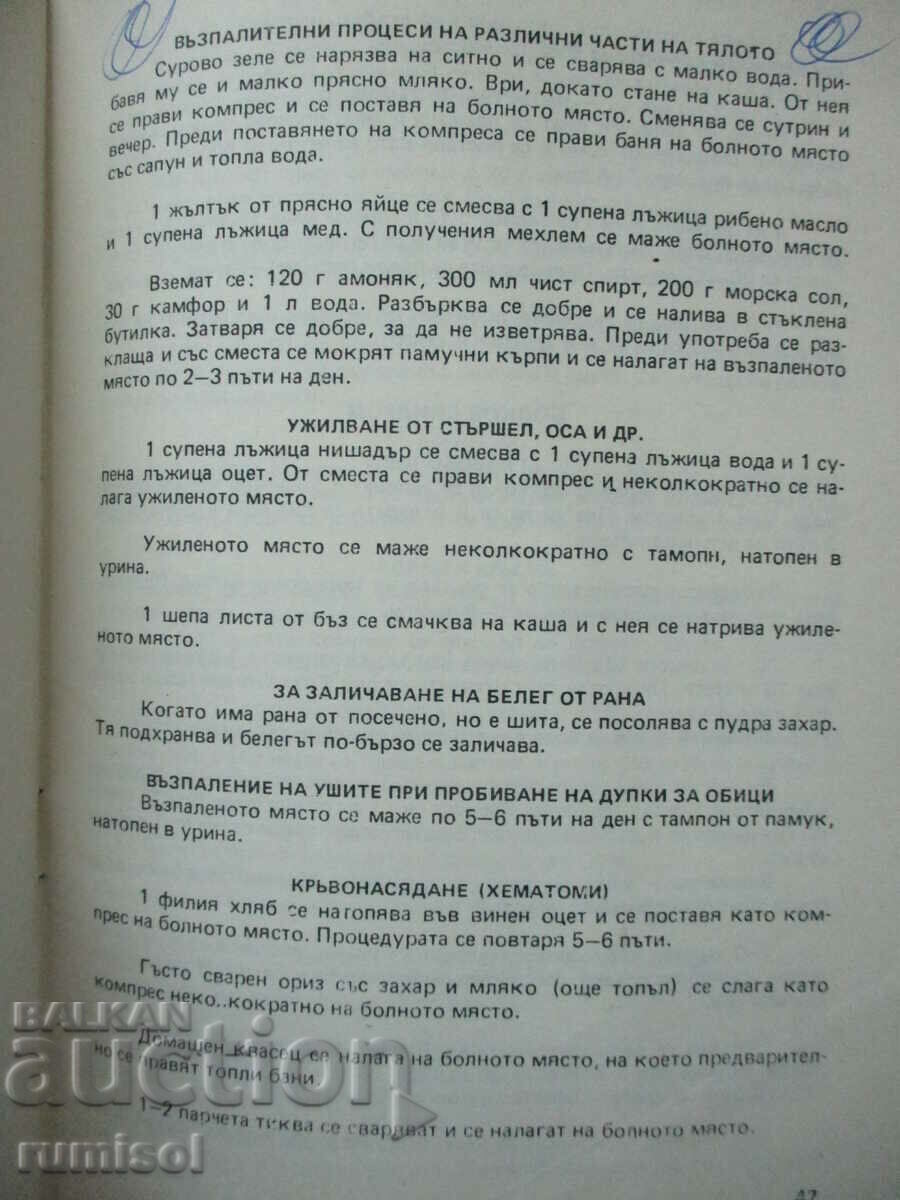 ВЪЗПАЛИТЕЛНИ ПРОЦЕСИ НА РАЗЛИЧНИ ЧАСТИ НА ТЯЛОТО
Сурово зеле се нарязва на ситно и се сварява с малко вода. При-
бавя му се и малко прясно мляко. Ври, докато стане на каша. От нея
се прави компрес и се поставя на болното място. Сменява се сутрин и
вечер. Преди поставянето на компреса се прави баня на болното място
със сапун и топла вода.
1 жълтък от прясно яйце се смесва с 1 супена лъжица рибено масло
и 1 супена лъжица мед. С получения мехлем се маже болното място.
Вземат се: 120 г амоняк, 300 мл чист спирт, 200 г морска сол,
30 г камфор и 1 л вода. Разбърква се добре и се налива в стъклена
бутилка. Затваря се добре, за да не изветрява. Преди употреба се раз-
клаща и със сместа се мокрят памучни кърпи и се налагат на възпаленото
място по 2—3 пъти на ден.
УЖИЛВАНЕ ОТ СТЪРШЕЛ, ОСА И ДР.
1 супена лъжица нишадър се смесва с 1 супена лъжица вода и 1 су-
пена лъжица оцет. От сместа се прави компрес и неколкократно се на-
лага ужиленото място.
Ужиленото място се маже неколкократно с тампон, натопен в
урина.
1 шепа листа от бъз се смачква на каша и с нея се натрива ужиле-
ното място.
ЗА ЗАЛИЧАВАНЕ НА БЕЛЕГ ОТ РАНА
Когато има рана от посечено, но е шита, се посолява с пудра захар.
Тя подхранва и белегът по-бързо се заличава.
ВЪЗПАЛЕНИЕ НА УШИТЕ ПРИ ПРОБИВАНЕ НА ДУПКИ ЗА ОБИЦИ
Възпаленото място се маже по 5—6 пъти на ден с тампон от памук,
натопен в урина.
КРЪВОНАСЯДАНЕ (ХЕМАТОМИ)
1 филия хляб се натопява във винен оцет и се поставя като ком-
прес на болното място. Процедурата се повтаря 5—6 пъти.
Гъсто сварен ориз със захар и мляко (още топъл) се слага като
компрес неко..кократно на болното място.
Домашен квасец се налага на болното място, на което предварител-
но се правят топли бани.
1—2 парчета тиква се сваряват и се налагат на болното място.
BALKAN
auction
rumisol